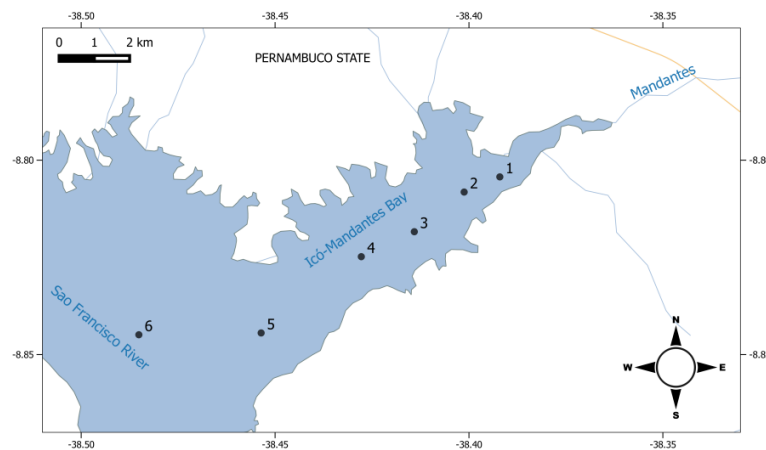 -38.50 -38.45 -38.40 -38.35
0 1 2 km
PERNAMBUCO STATE
Mandantes
-8.80 -8.8
1
2
Icó-Mandantes Bay
3
4
Sao Francisco River
5
6
N
W E
S
-8.85 -8.8
-38.50 -38.45 -38.40 -38.35